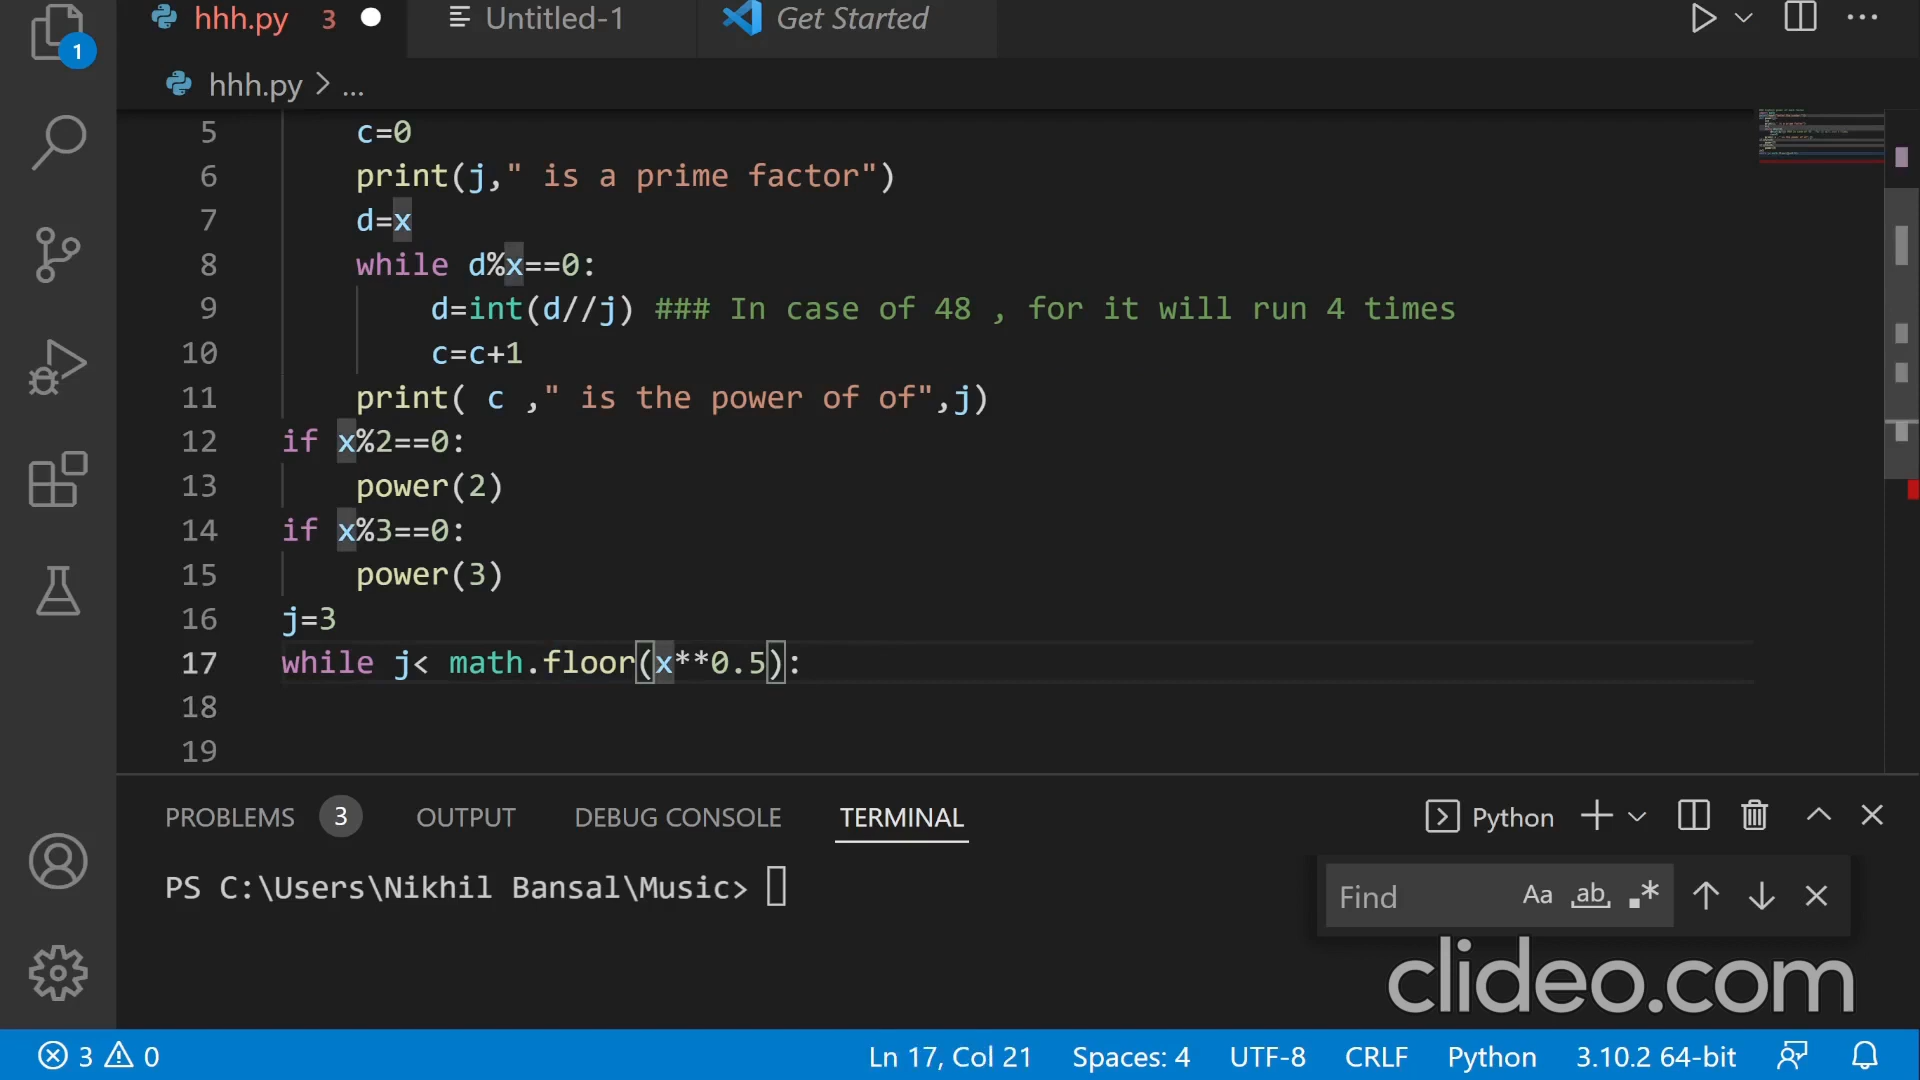 hhh.py 3
Untitled-1
Get Started
1
hhh.py > ...
5 c=0
6 print(j," is a prime factor")
7 d=x
8 while d%x==0:
9 d=int(d//j) ### In case of 48 , for it will run 4 times
10 c=c+1
11 print( c ," is the power of of",j)
12 if x%2==0:
13 power(2)
14 if x%3==0:
15 power(3)
16 j=3
17 while j< math.floor(x**0.5):
18
19
PROBLEMS 3 OUTPUT DEBUG CONSOLE TERMINAL Python
PS C:\Users\Nikhil Bansal\Music>
Find Aa ab .*
clideo.com
3 0 Ln 17, Col 21 Spaces: 4 UTF-8 CRLF Python 3.10.2 64-bit